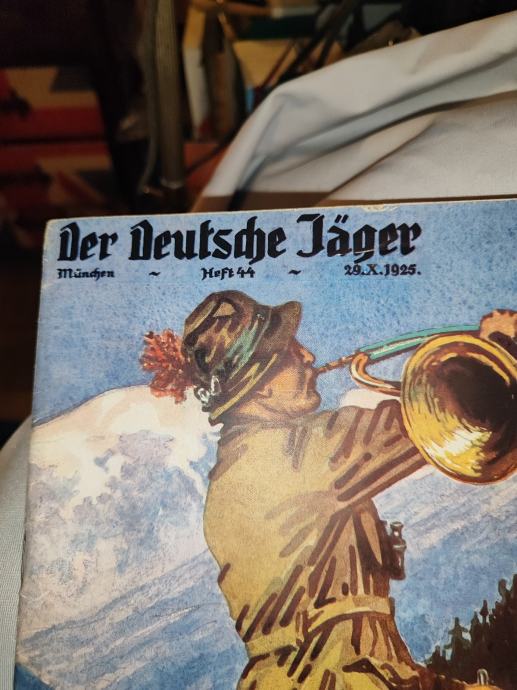 Der Deutsche Jäger
München ~ Heft 44 ~ 29.X.1925.